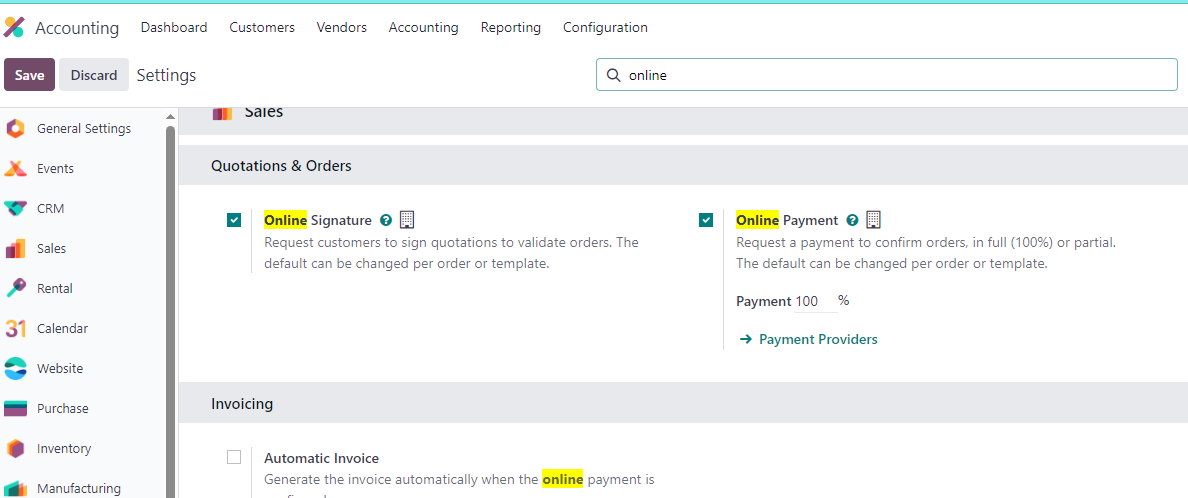 Accounting Dashboard Customers Vendors Accounting Reporting Configuration
Save Discard Settings online
General Settings
Events
CRM
Sales
Rental
Calendar
Website
Purchase
Inventory
Manufacturing
Sales
Quotations & Orders
Online Signature
Request customers to sign quotations to validate orders. The
default can be changed per order or template.
Online Payment
Request a payment to confirm orders, in full (100%) or partial.
The default can be changed per order or template.
Payment 100 %
Payment Providers
Invoicing
Automatic Invoice
Generate the invoice automatically when the online payment is